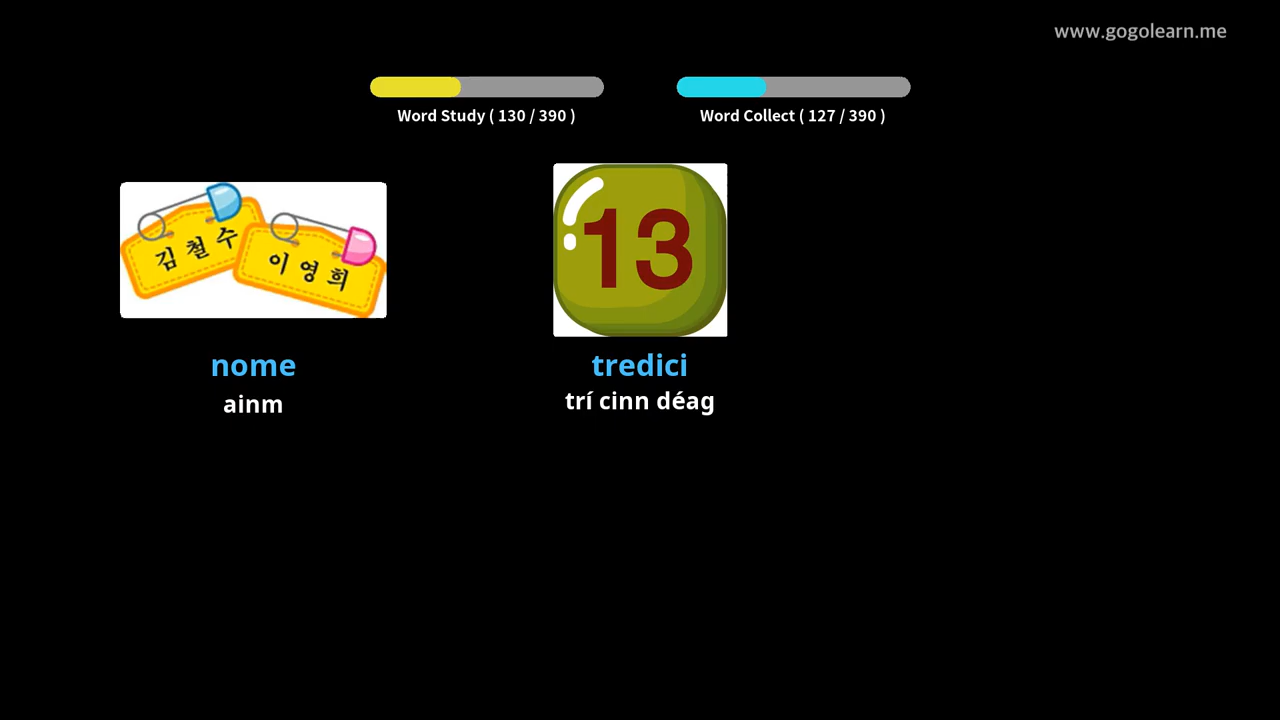 www.gogolearn.me
Word Study ( 130 / 390 )
Word Collect ( 127 / 390 )
김철수
이영희
13
nome
tredici
ainm
trí cinn déag